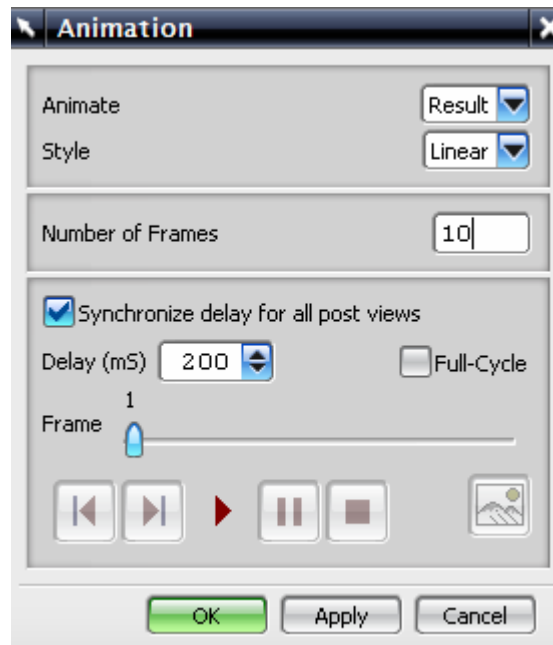 Animation
Animate Result
Style Linear
Number of Frames 10
Synchronize delay for all post views
Delay (mS) 200 Full-Cycle
1
Frame
OK Apply Cancel